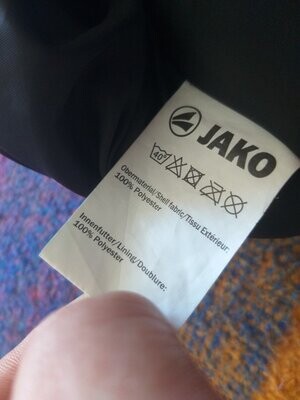 JAKO
40°
Obermaterial/Shell fabric/Tissu Extérieur
100% Polyester
Innenfutter/Lining/Doublure:
100% Polyester